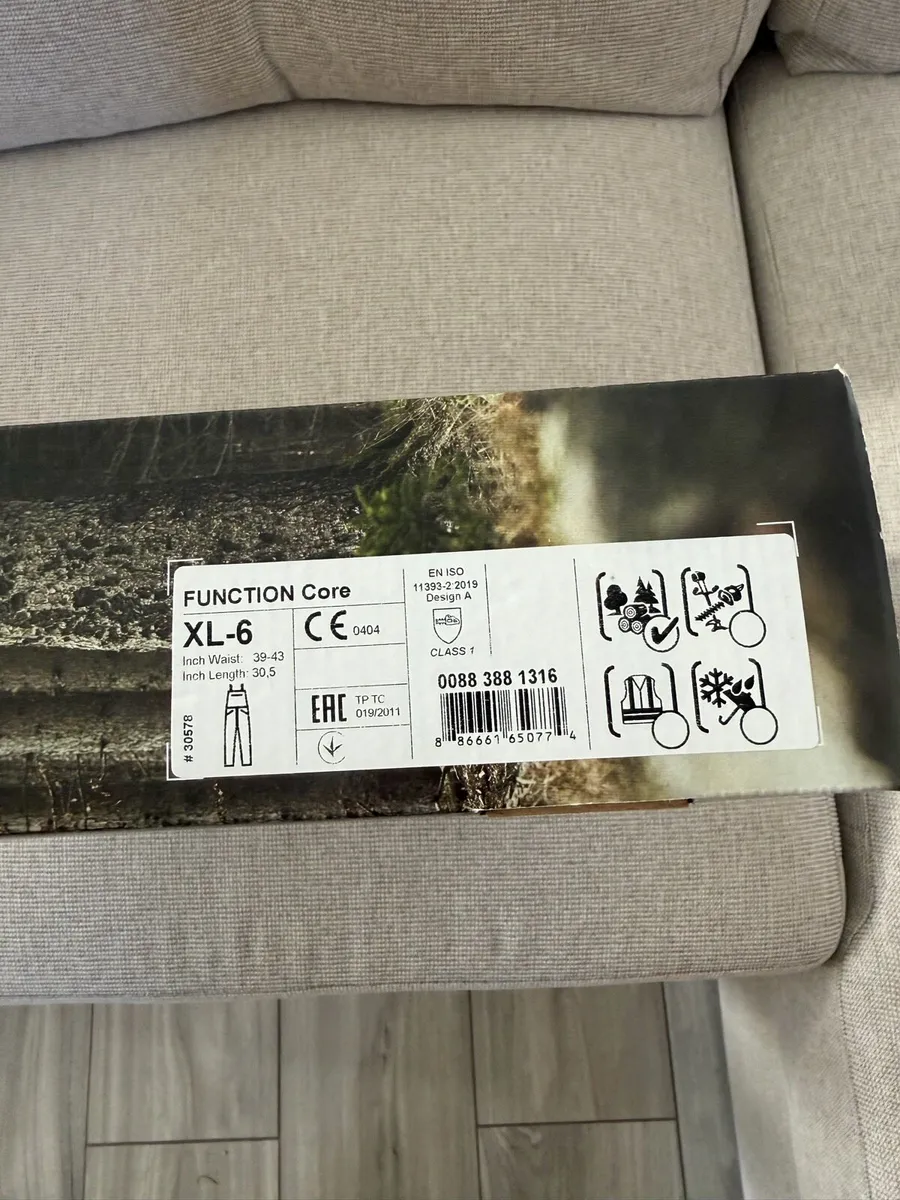 FUNCTION Core
XL-6
Inch Waist: 39-43
Inch Length: 30,5
# 30578
CE 0404
EAC TP TC
019/2011
EN ISO
11393-2:2019
Design A
CLASS 1
0088 388 1316
8 86661 65077 4